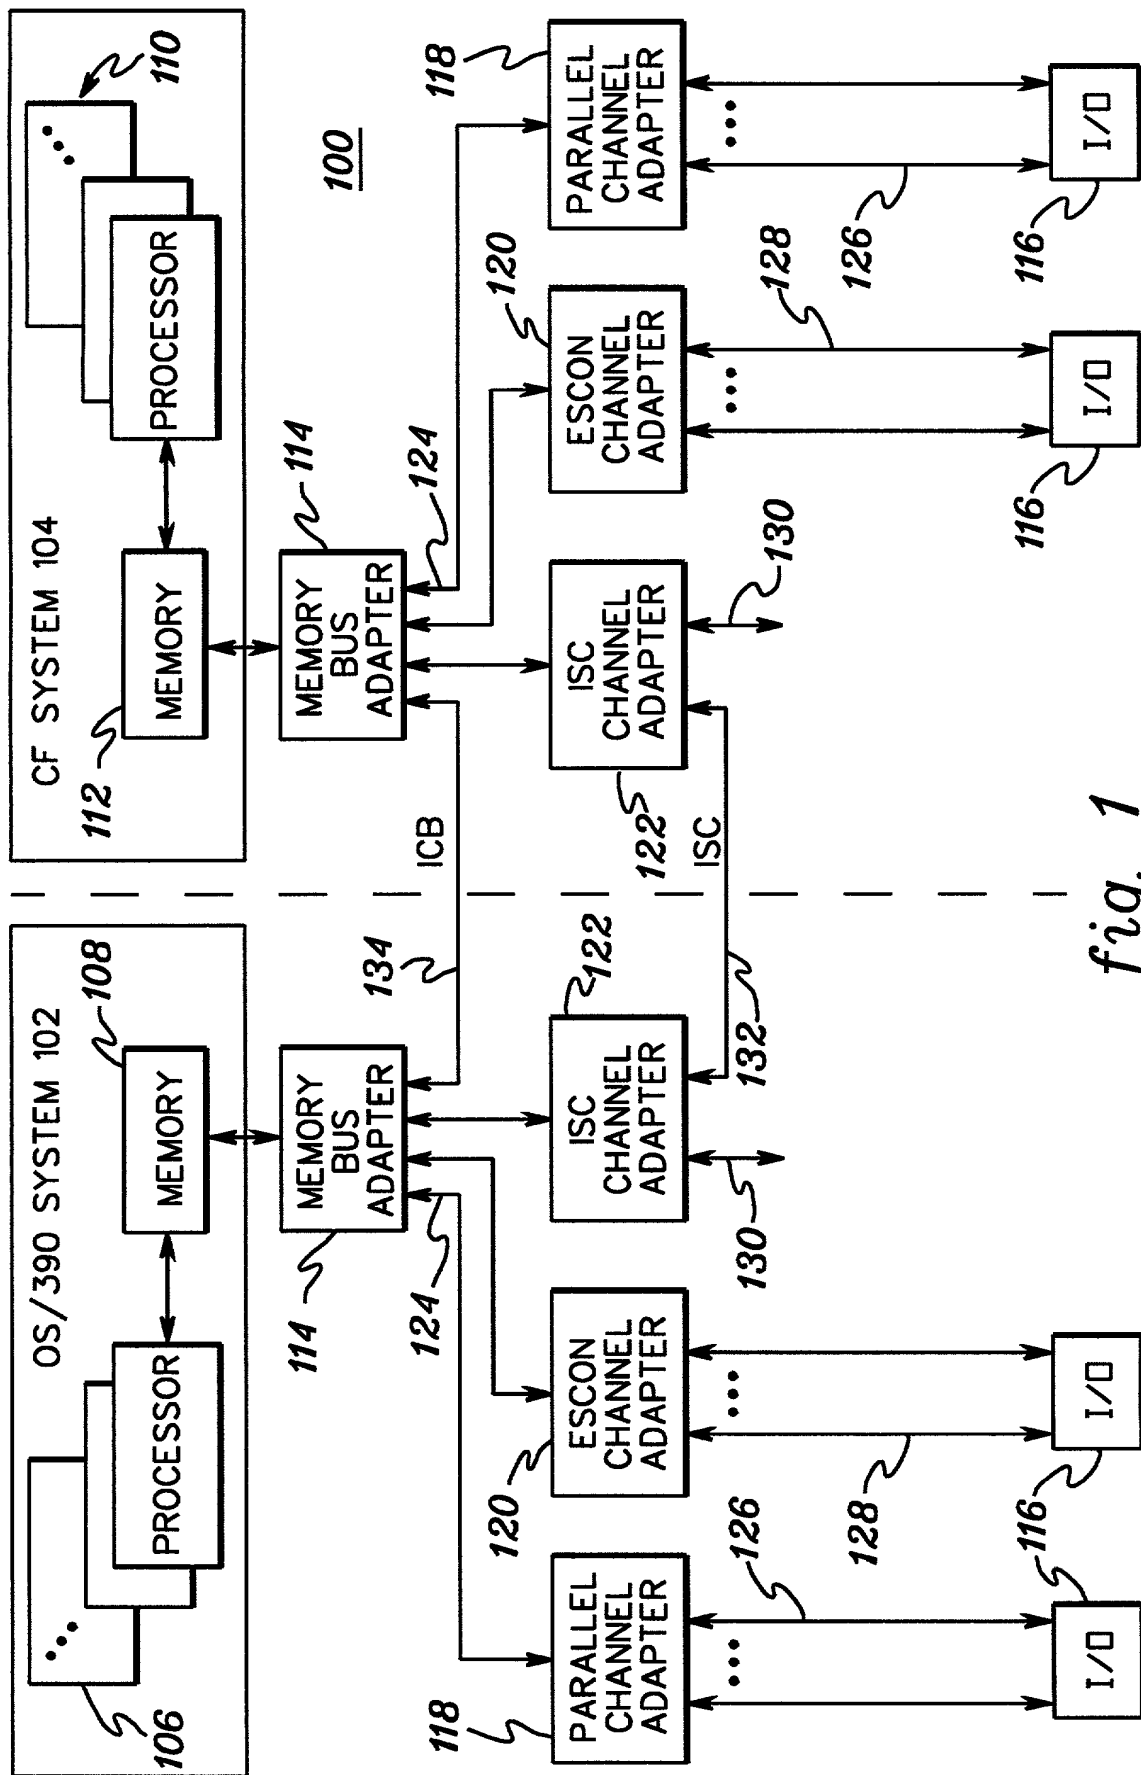 OS/390 SYSTEM 102
CF SYSTEM 104
106
PROCESSOR
MEMORY
108
112
MEMORY
PROCESSOR
110
114
MEMORY
BUS
ADAPTER
124
134
ICB
MEMORY
BUS
ADAPTER
114
124
100
118
PARALLEL
CHANNEL
ADAPTER
120
ESCON
CHANNEL
ADAPTER
ISC
CHANNEL
ADAPTER
122
122
ISC
CHANNEL
ADAPTER
120
ESCON
CHANNEL
ADAPTER
118
PARALLEL
CHANNEL
ADAPTER
126
128
130
132
ISC
130
128
126
116
I/O
I/O
116
I/O
116
I/O
fig. 1